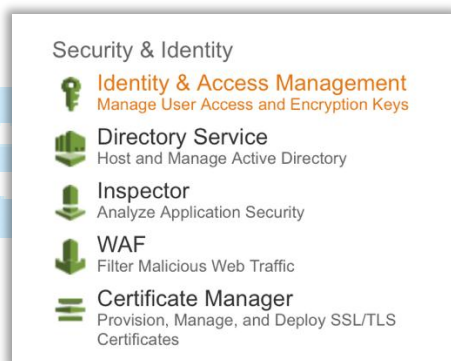 Security & Identity
Identity & Access Management
Manage User Access and Encryption Keys
Directory Service
Host and Manage Active Directory
Inspector
Analyze Application Security
WAF
Filter Malicious Web Traffic
Certificate Manager
Provision, Manage, and Deploy SSL/TLS
Certificates